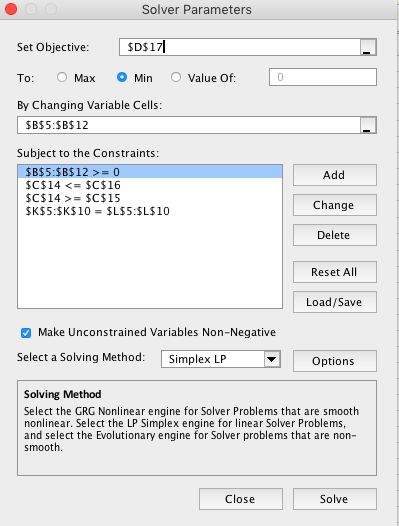 Solver Parameters
Set Objective: $D$17
To: Max Min Value Of: 0
By Changing Variable Cells:
$B$5:$B$12
Subject to the Constraints:
$B$5:$B$12 >= 0
$C$14 <= $C$16
$C$14 >= $C$15
$K$5:$K$10 = $L$5:$L$10
Add
Change
Delete
Reset All
Load/Save
Make Unconstrained Variables Non-Negative
Select a Solving Method: Simplex LP Options
Solving Method
Select the GRG Nonlinear engine for Solver Problems that are smooth
nonlinear. Select the LP Simplex engine for linear Solver Problems,
and select the Evolutionary engine for Solver problems that are non-
smooth.
Close Solve